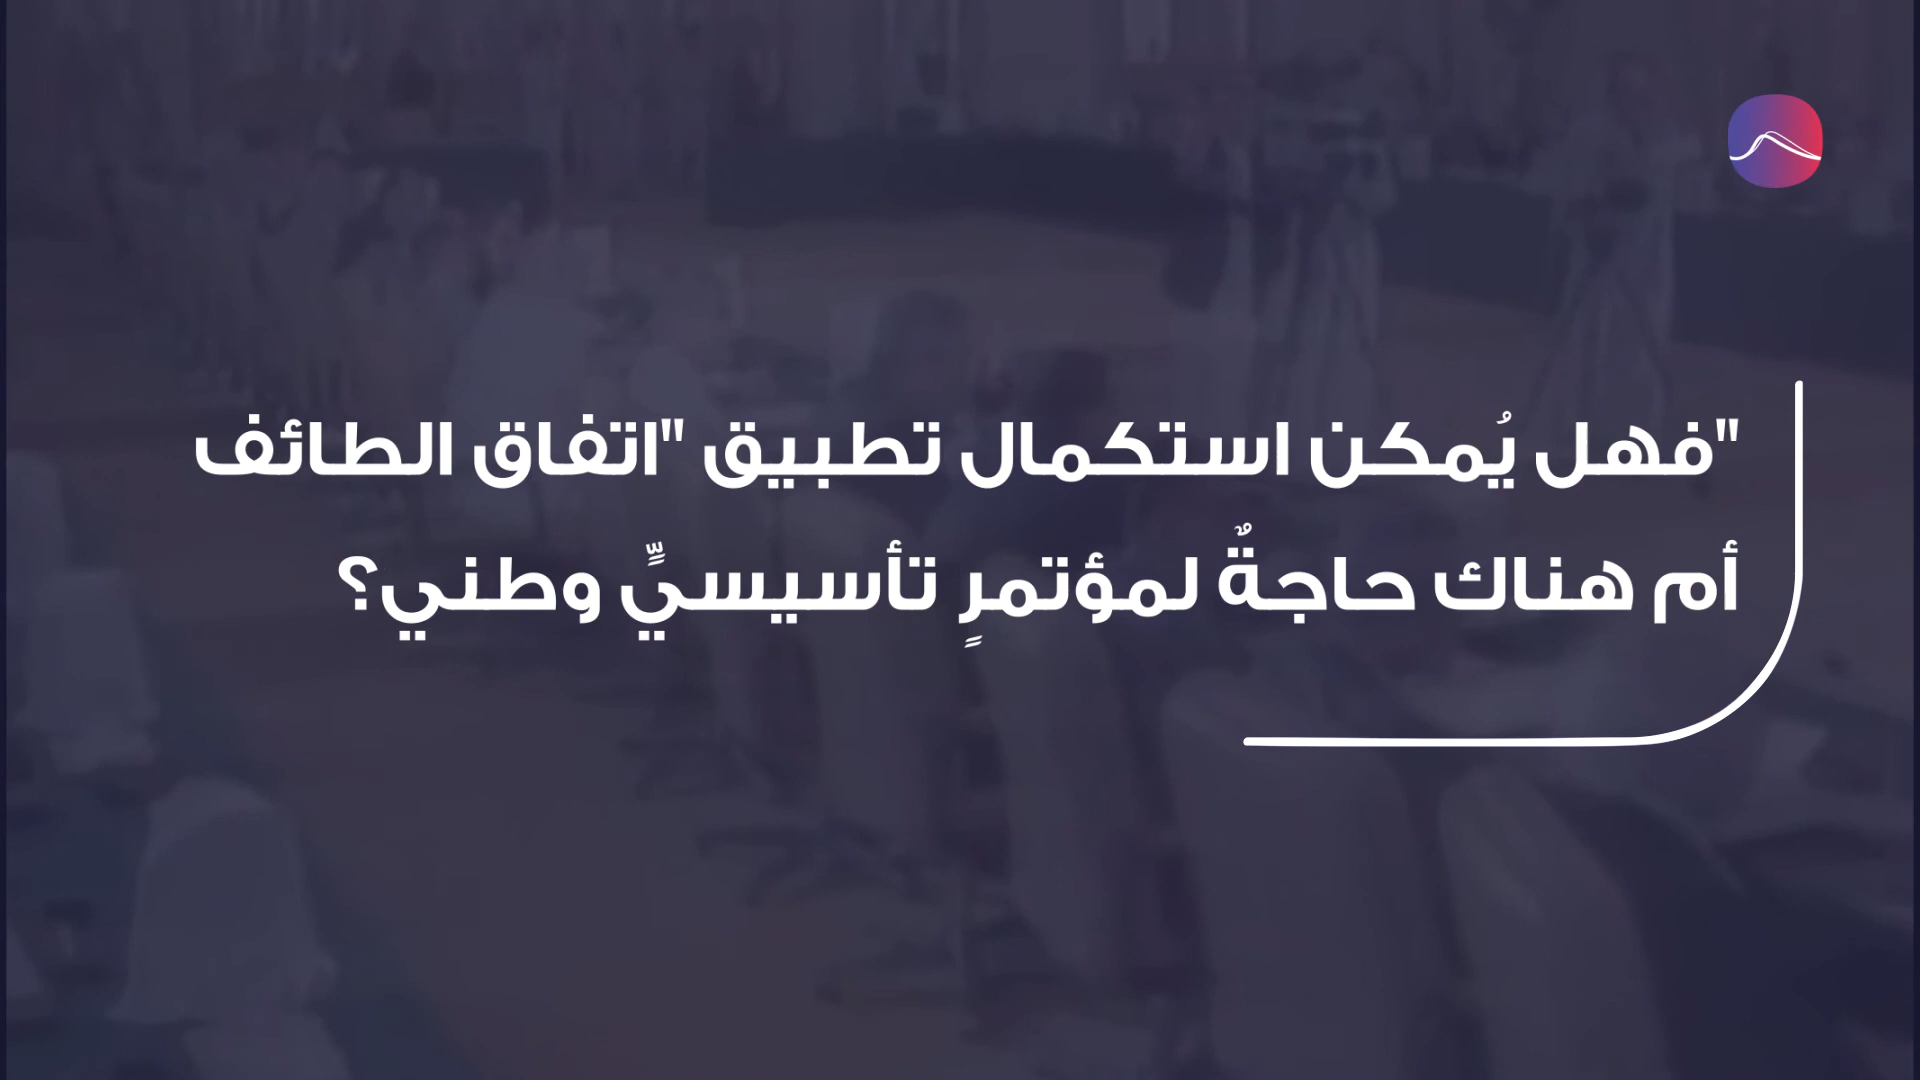 "فهل يُمكن استكمال تطبيق "اتفاق الطائف
أم هناك حاجةٌ لمؤتمرٍ تأسيسيٍّ وطني؟